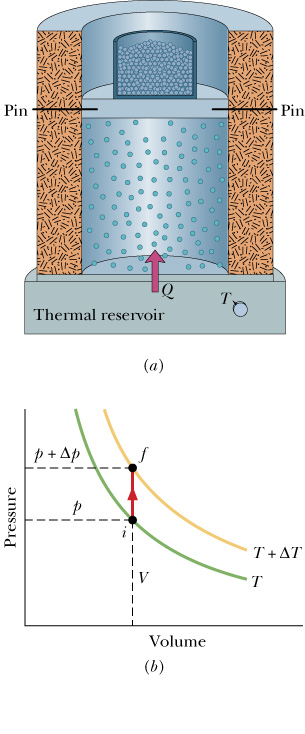 Pin Pin
Q
T
Thermal reservoir
(a)
p + Δp f
p
i
T + ΔT
T
V
Pressure
Volume
(b)